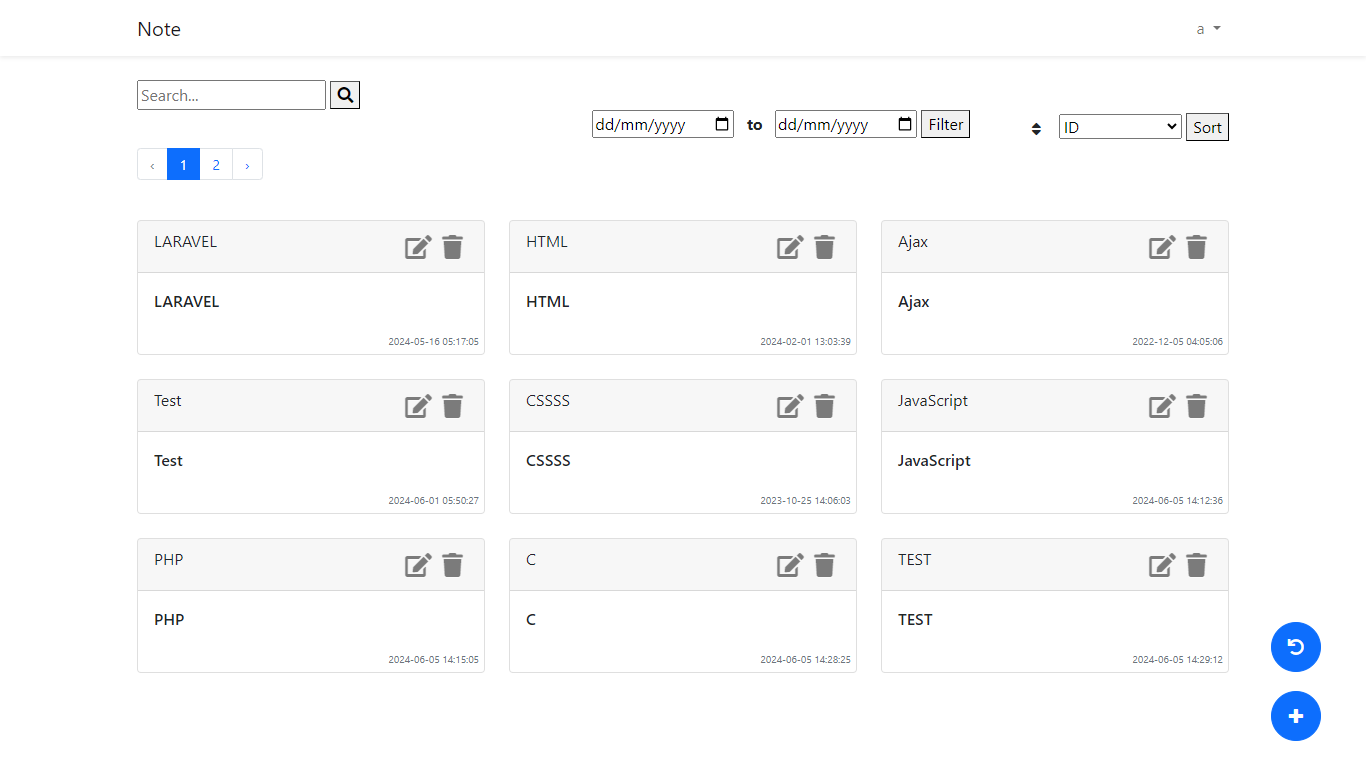 Note
a
Search...
dd/mm/yyyy to dd/mm/yyyy Filter
ID Sort
‹ 1 2 ›
LARAVEL
LARAVEL
2024-05-16 05:17:05
HTML
HTML
2024-02-01 13:03:39
Ajax
Ajax
2022-12-05 04:05:06
Test
Test
2024-06-01 05:50:27
CSSSS
CSSSS
2023-10-25 14:06:03
JavaScript
JavaScript
2024-06-05 14:12:36
PHP
PHP
2024-06-05 14:15:05
C
C
2024-06-05 14:28:25
TEST
TEST
2024-06-05 14:29:12